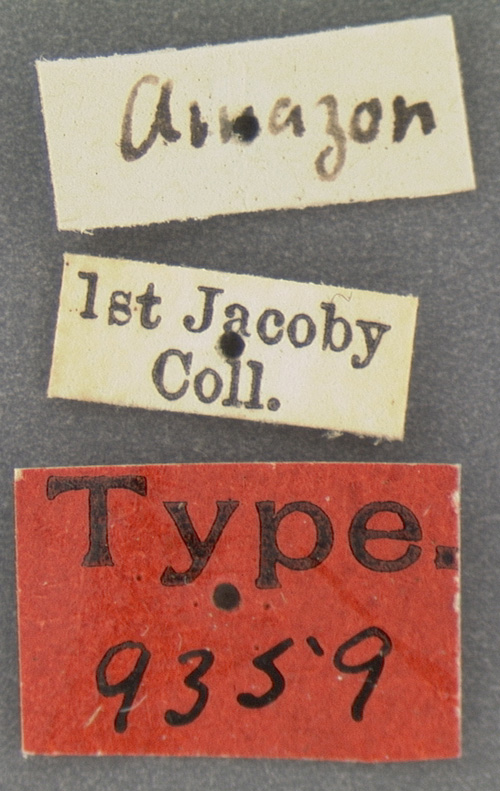 Amazon
1st Jacoby
Coll.
Type.
9359